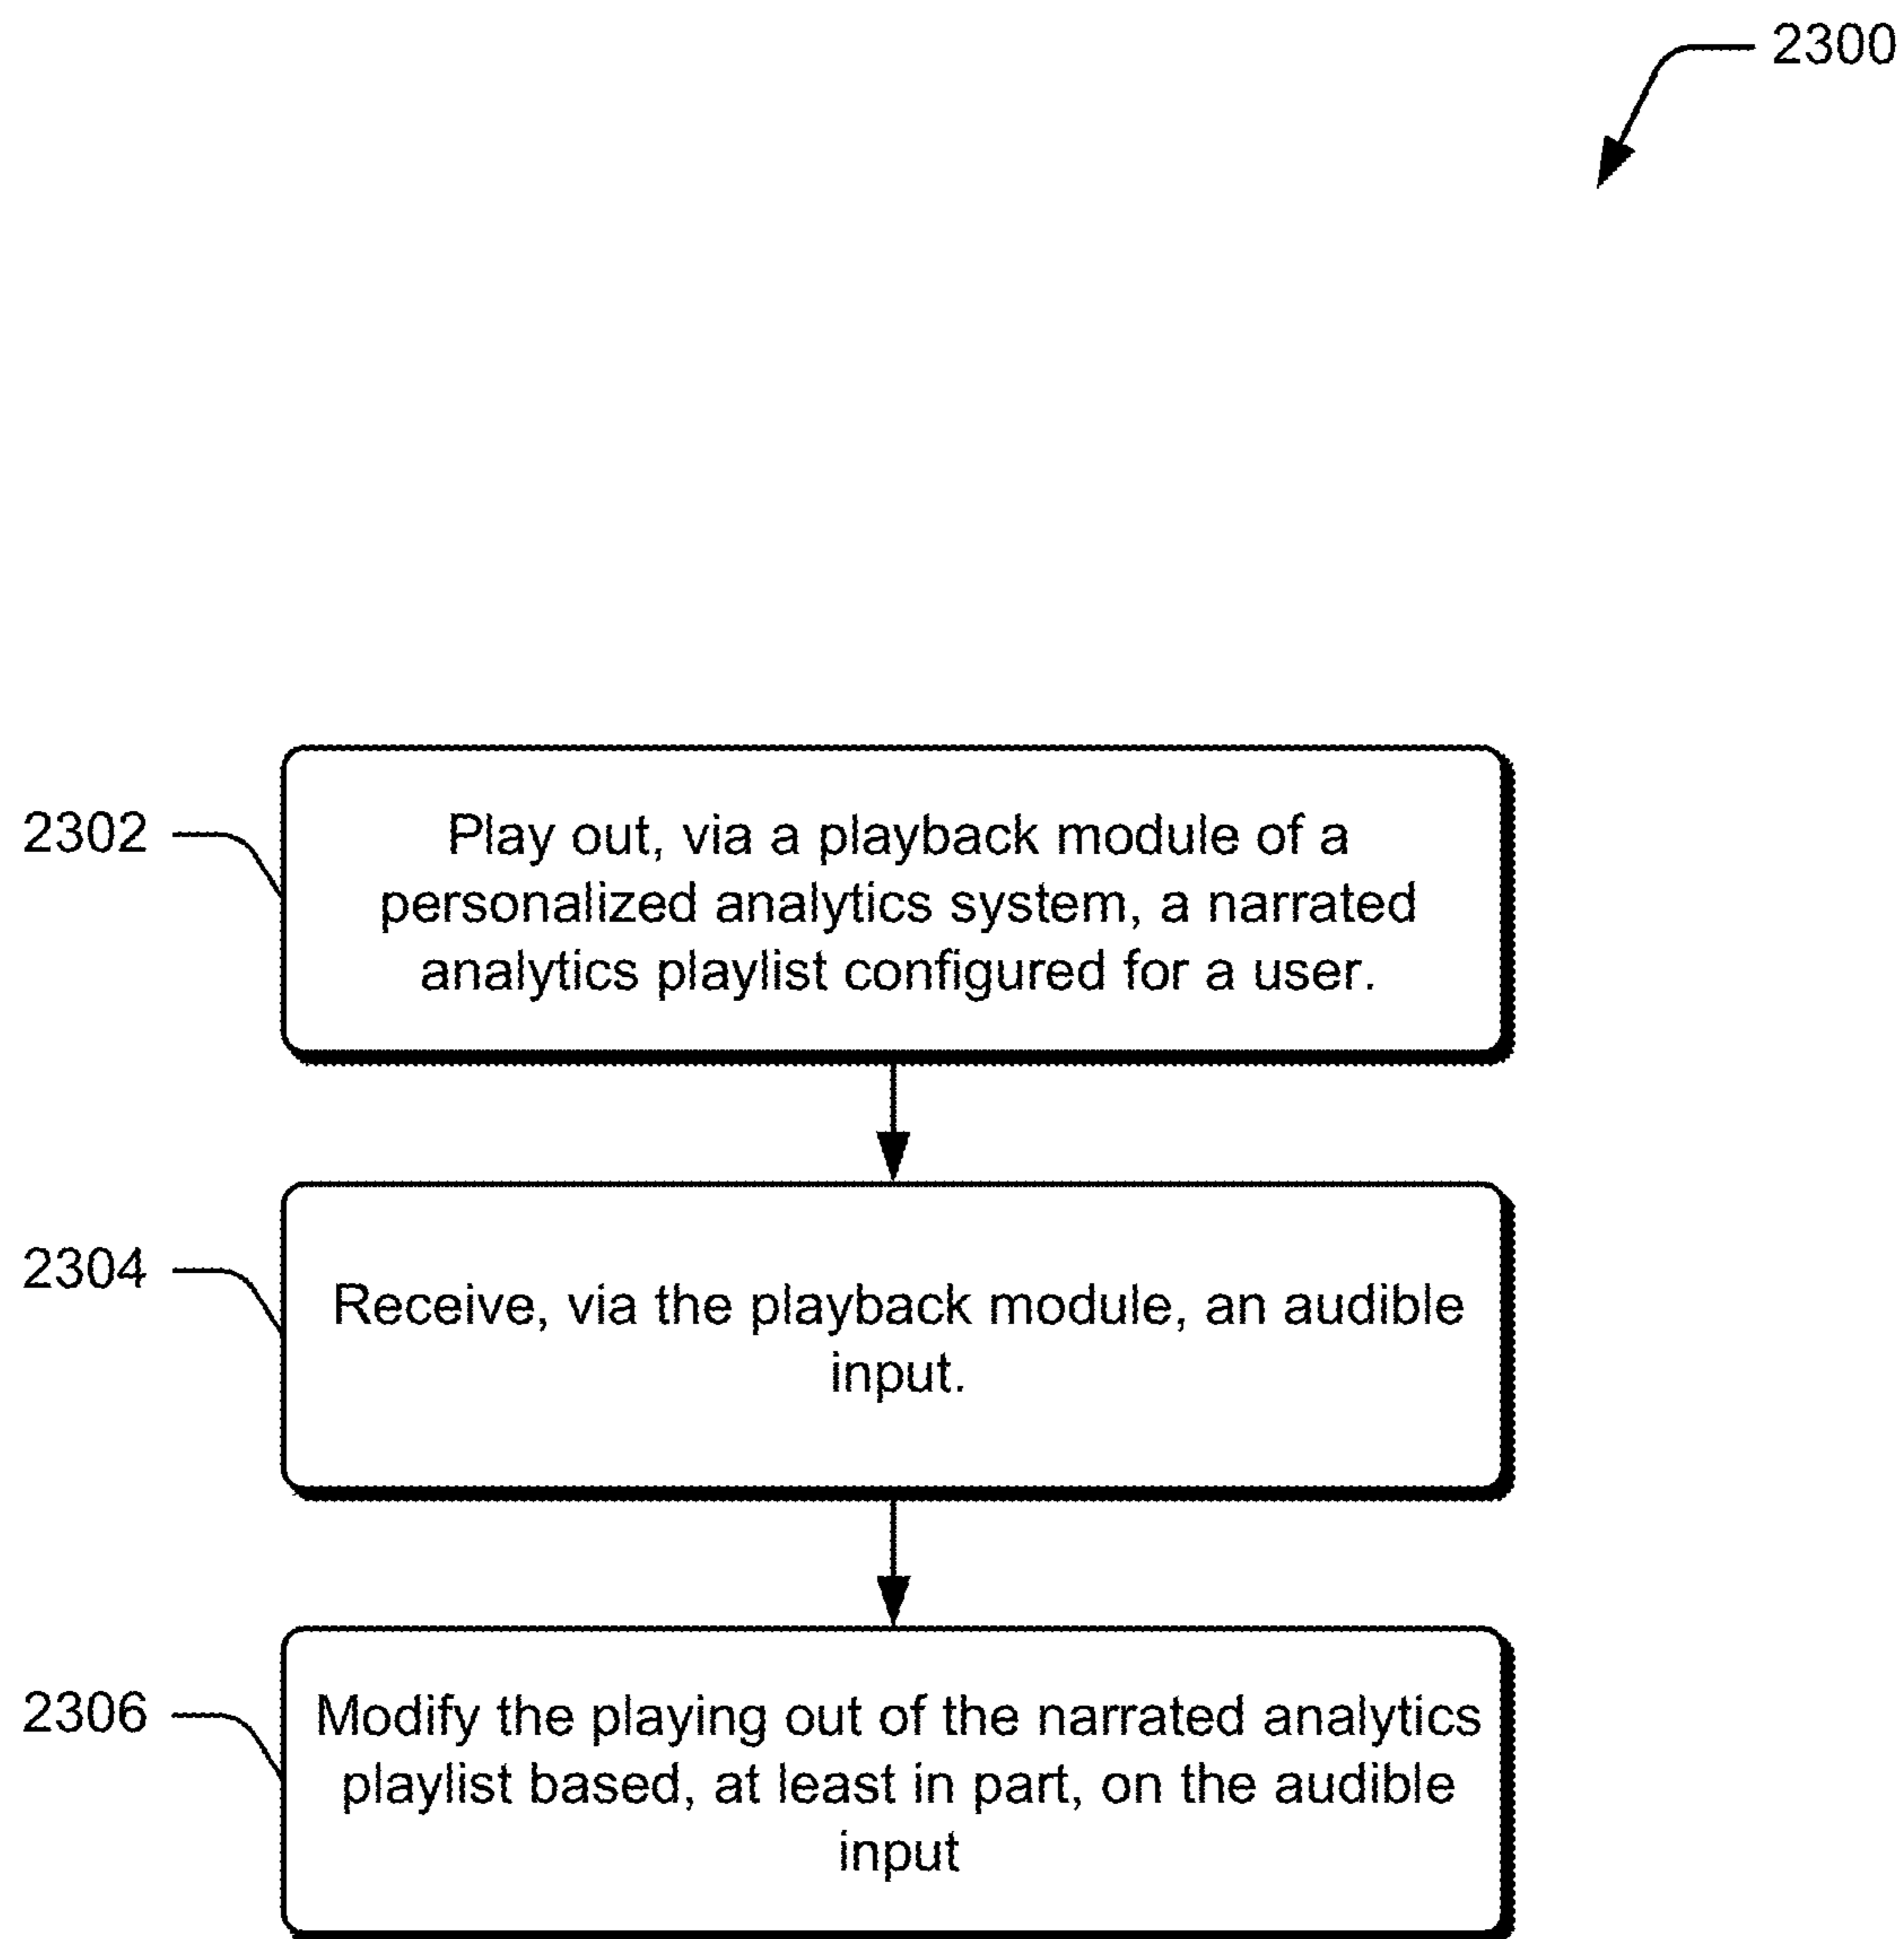 2300
2302
Play out, via a playback module of a
personalized analytics system, a narrated
analytics playlist configured for a user.
2304
Receive, via the playback module, an audible
input.
2306
Modify the playing out of the narrated analytics
playlist based, at least in part, on the audible
input